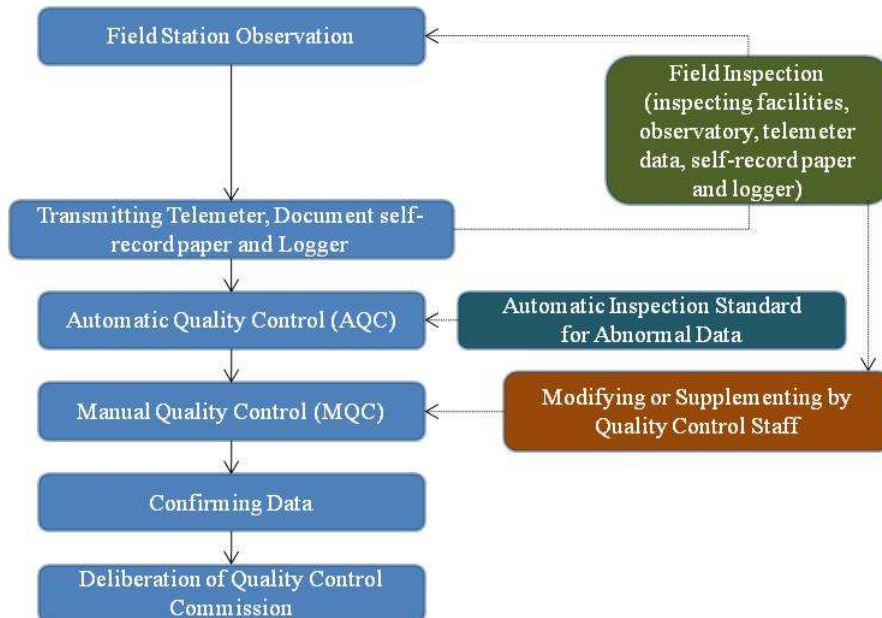 Field Station Observation
Field Inspection
(inspecting facilities,
observatory, telemeter
data, self-record paper
and logger)
Transmitting Telemeter, Document self-
record paper and Logger
Automatic Quality Control (AQC)
Automatic Inspection Standard
for Abnormal Data
Manual Quality Control (MQC)
Modifying or Supplementing by
Quality Control Staff
Confirming Data
Deliberation of Quality Control
Commission